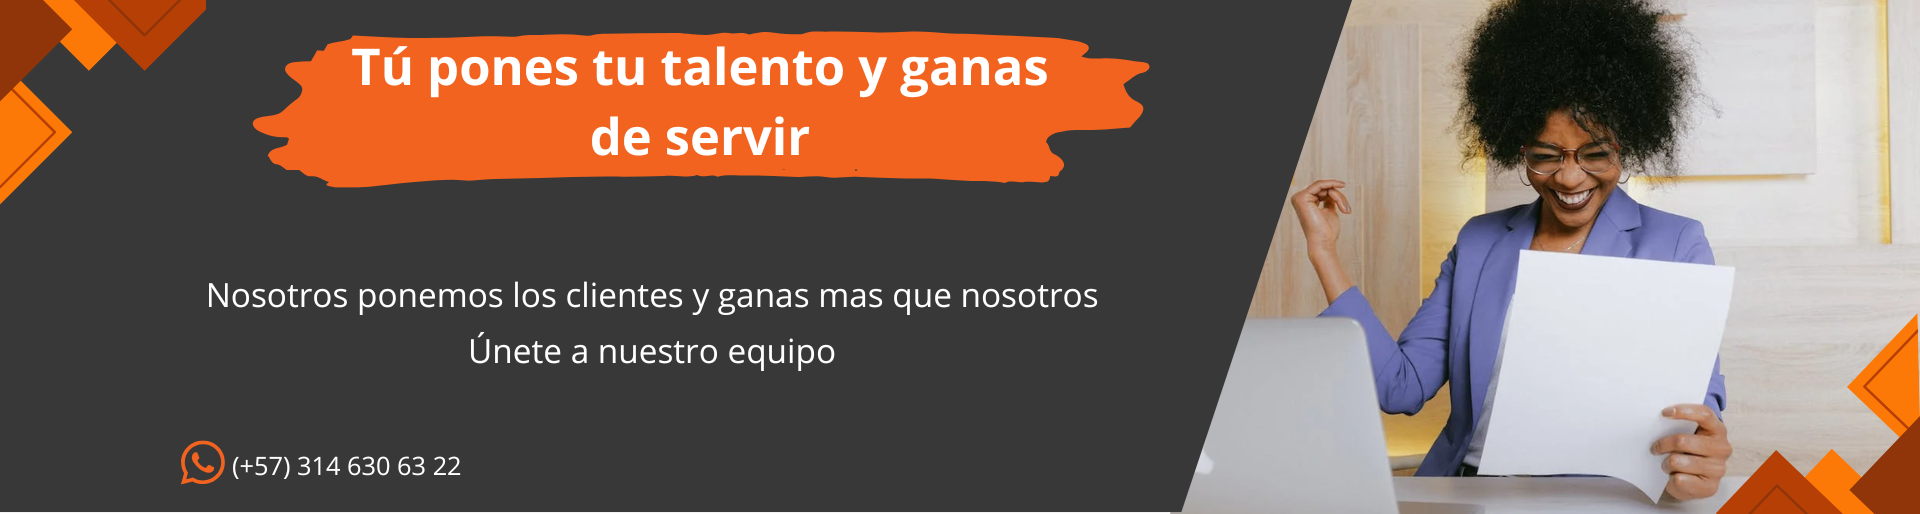 Tú pones tu talento y ganas
de servir
Nosotros ponemos los clientes y ganas mas que nosotros
Únete a nuestro equipo
(+57) 314 630 63 22